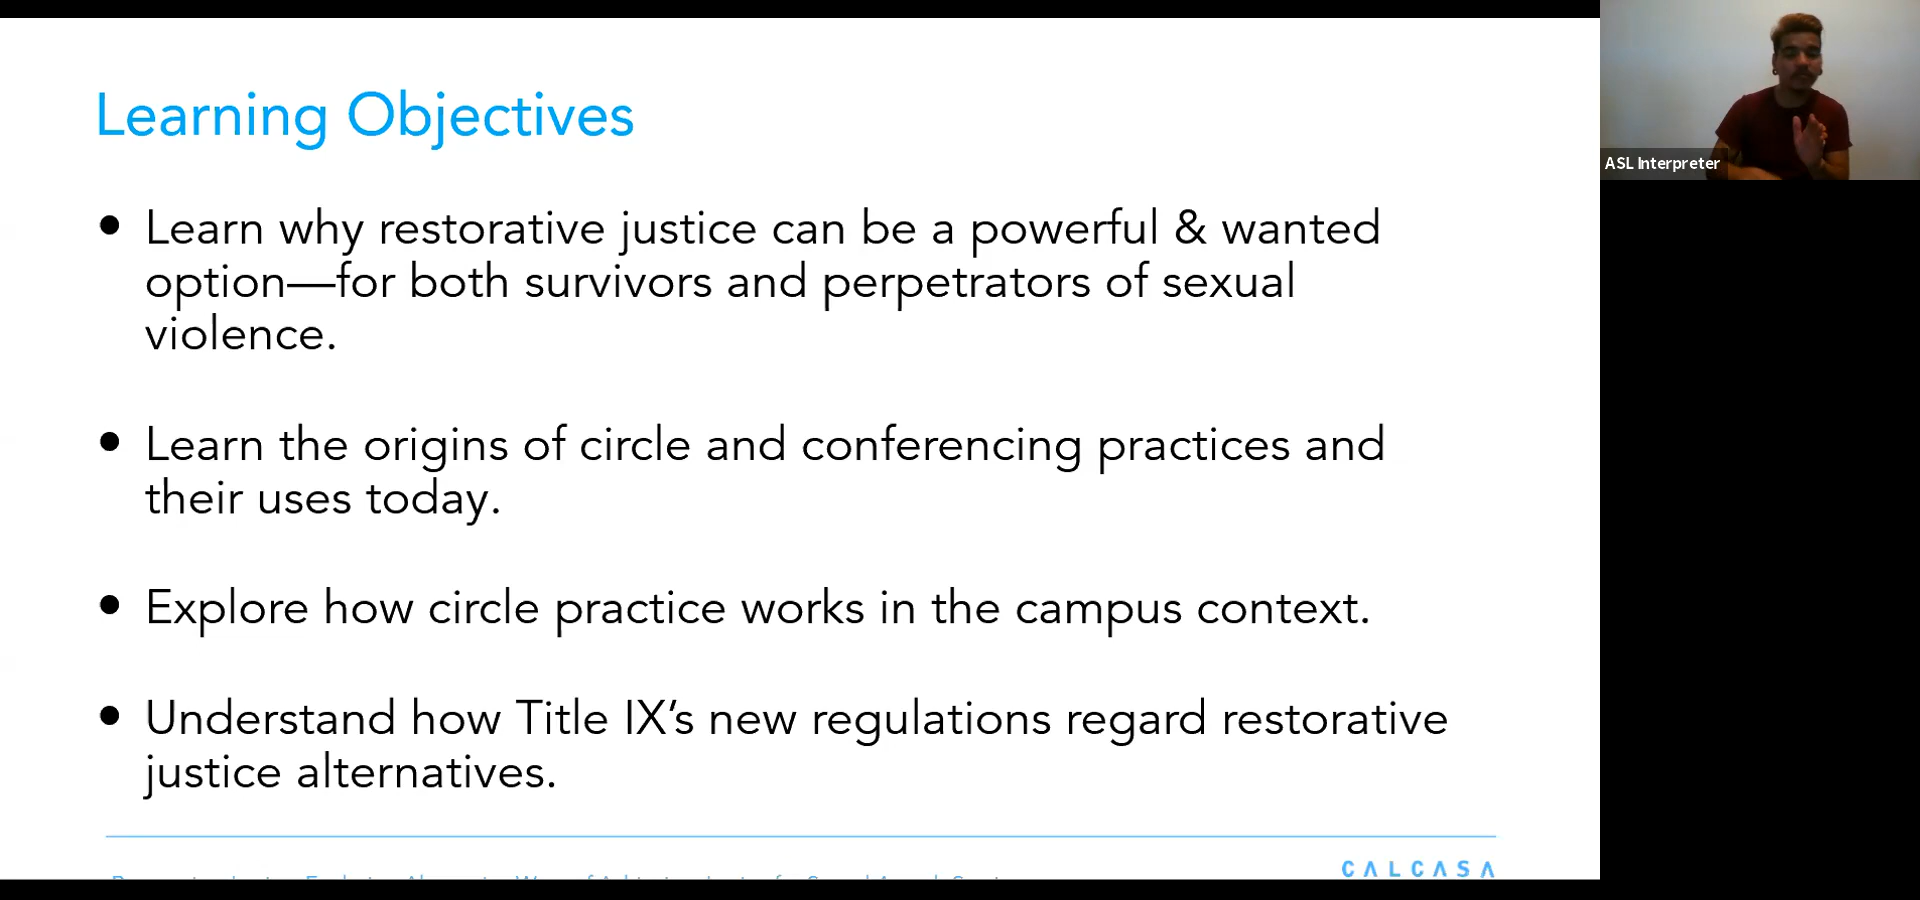 Learning Objectives
• Learn why restorative justice can be a powerful & wanted
option—for both survivors and perpetrators of sexual
violence.
• Learn the origins of circle and conferencing practices and
their uses today.
• Explore how circle practice works in the campus context.
• Understand how Title IX’s new regulations regard restorative
justice alternatives.
CALCASA
ASL Interpreter